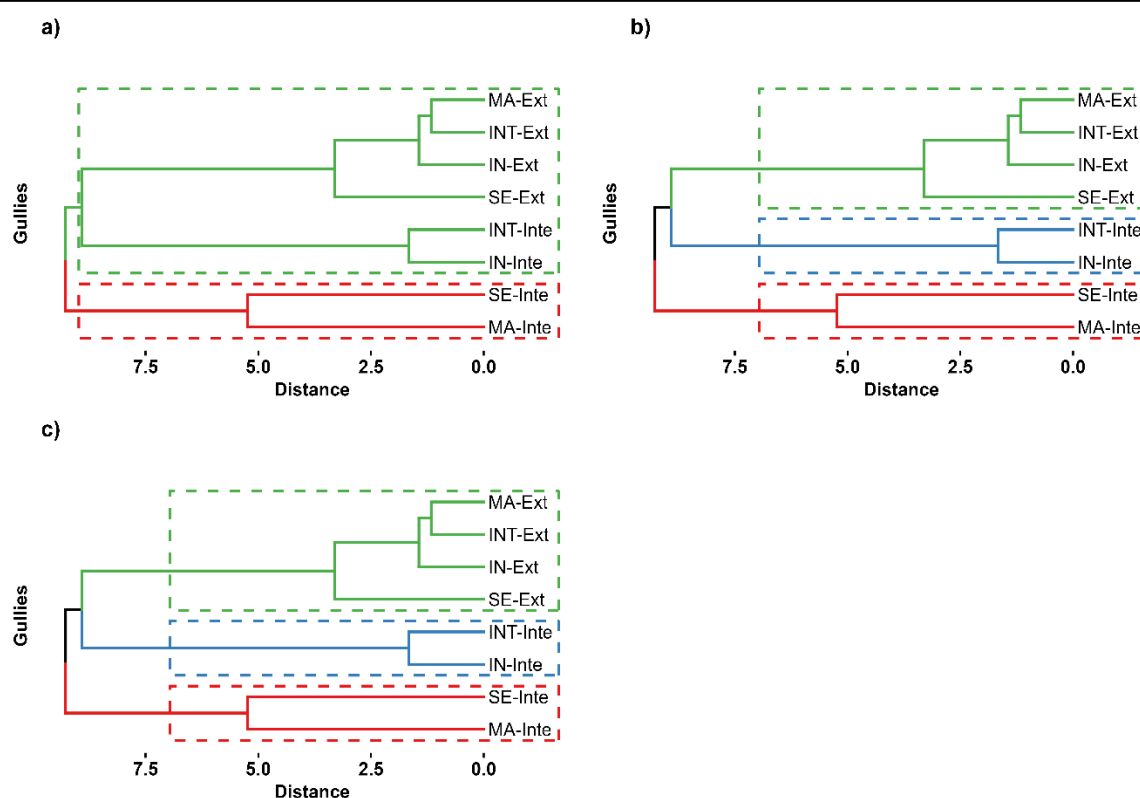 a)
Gullies
MA-Ext
INT-Ext
IN-Ext
SE-Ext
INT-Inte
IN-Inte
SE-Inte
MA-Inte
7.5 5.0 2.5 0.0
Distance
b)
Gullies
MA-Ext
INT-Ext
IN-Ext
SE-Ext
INT-Inte
IN-Inte
SE-Inte
MA-Inte
7.5 5.0 2.5 0.0
Distance
c)
Gullies
MA-Ext
INT-Ext
IN-Ext
SE-Ext
INT-Inte
IN-Inte
SE-Inte
MA-Inte
7.5 5.0 2.5 0.0
Distance